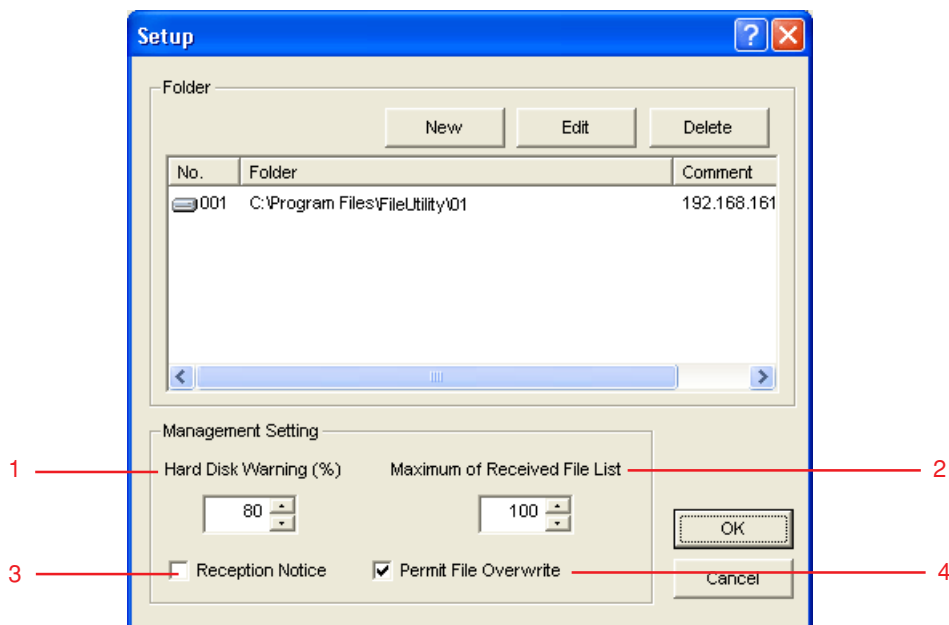 Setup
Folder
New Edit Delete
No. Folder Comment
001 C:\Program Files\FileUtility\01 192.168.161
Management Setting
1 Hard Disk Warning (%) Maximum of Received File List 2
80 100
OK
3 Reception Notice Permit File Overwrite 4
Cancel